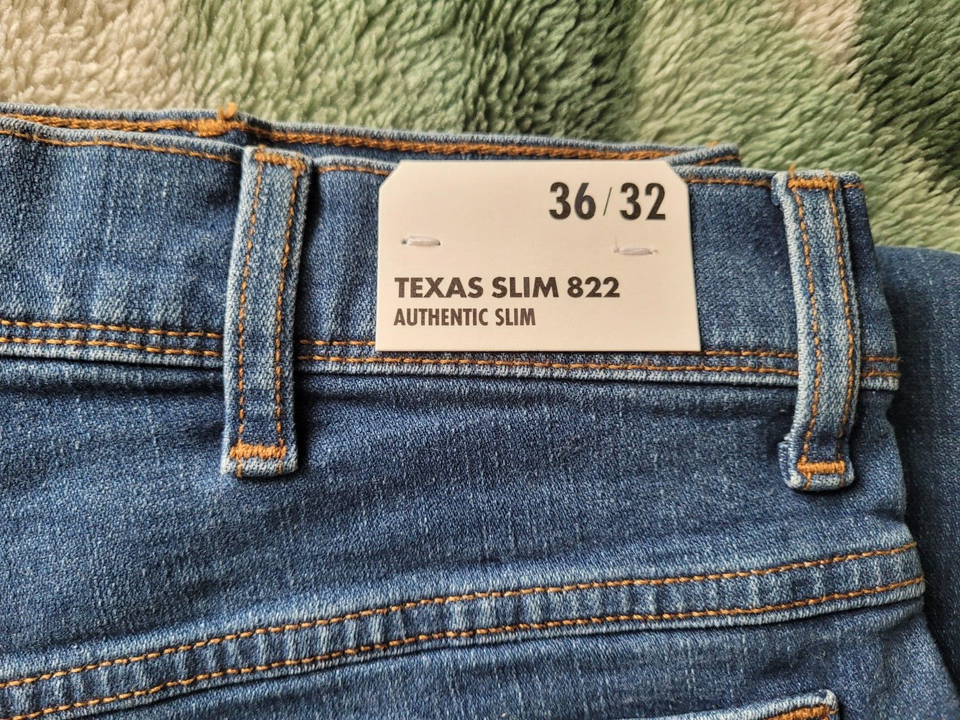 36/32
TEXAS SLIM 822
AUTHENTIC SLIM